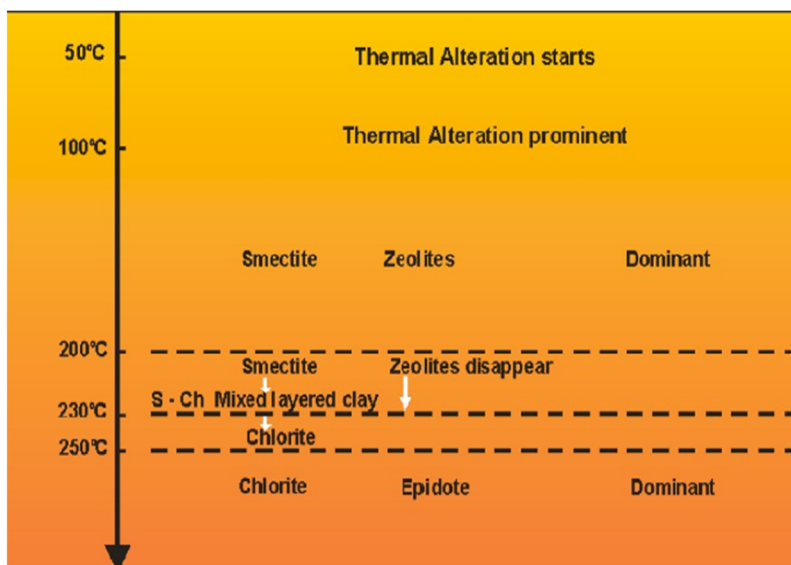 50°C Thermal Alteration starts
100°C Thermal Alteration prominent
Smectite Zeolites Dominant
200°C
Smectite Zeolites disappear
S - Ch Mixed layered clay
230°C
Chlorite
250°C
Chlorite Epidote Dominant